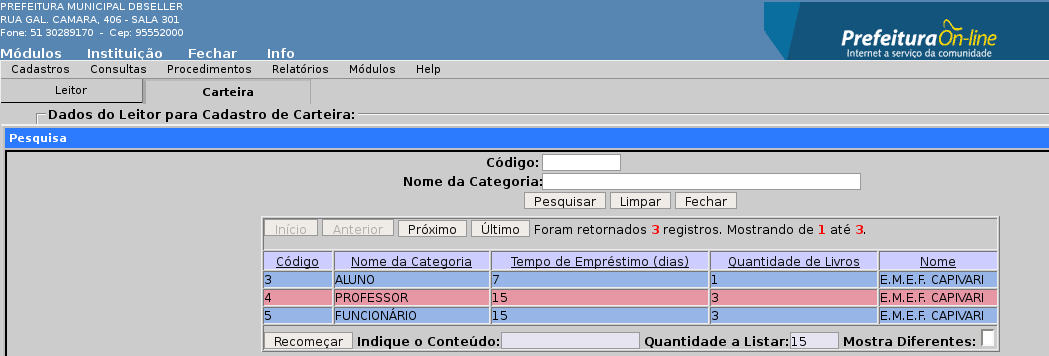 PREFEITURA MUNICIPAL DBSELLER
RUA GAL. CAMARA, 406 - SALA 301
Fone: 51 30289170 - Cep: 95552000
Módulos Instituição Fechar Info
PrefeituraOn-line
Internet a serviço da comunidade
Cadastros Consultas Procedimentos Relatórios Módulos Help
Leitor Carteira
Dados do Leitor para Cadastro de Carteira:
Pesquisa
Código:
Nome da Categoria:
Pesquisar Limpar Fechar
Início Anterior Próximo Último Foram retornados 3 registros. Mostrando de 1 até 3.
Código Nome da Categoria Tempo de Empréstimo (dias) Quantidade de Livros Nome
3 ALUNO 7 1 E.M.E.F. CAPIVARI
4 PROFESSOR 15 3 E.M.E.F. CAPIVARI
5 FUNCIONÁRIO 15 3 E.M.E.F. CAPIVARI
Recomeçar Indique o Conteúdo: Quantidade a Listar: 15 Mostra Diferentes: